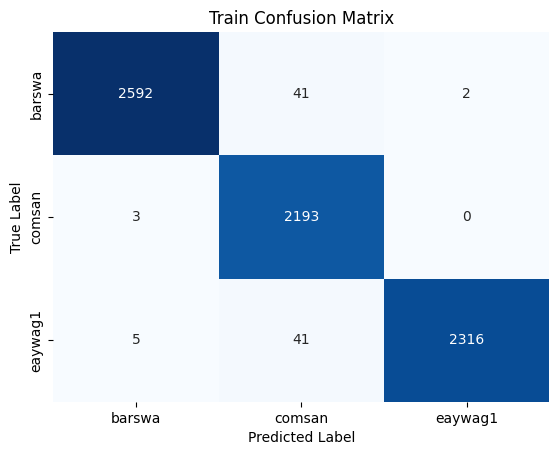 Train Confusion Matrix
True Label
barswa
2592 41 2
comsan
3 2193 0
eaywag1
5 41 2316
barswa comsan eaywag1
Predicted Label